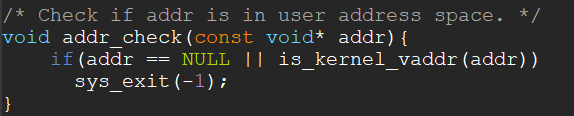 /* Check if addr is in user address space. */
void addr_check(const void* addr){
    if(addr == NULL || is_kernel_vaddr(addr))
      sys_exit(-1);
}